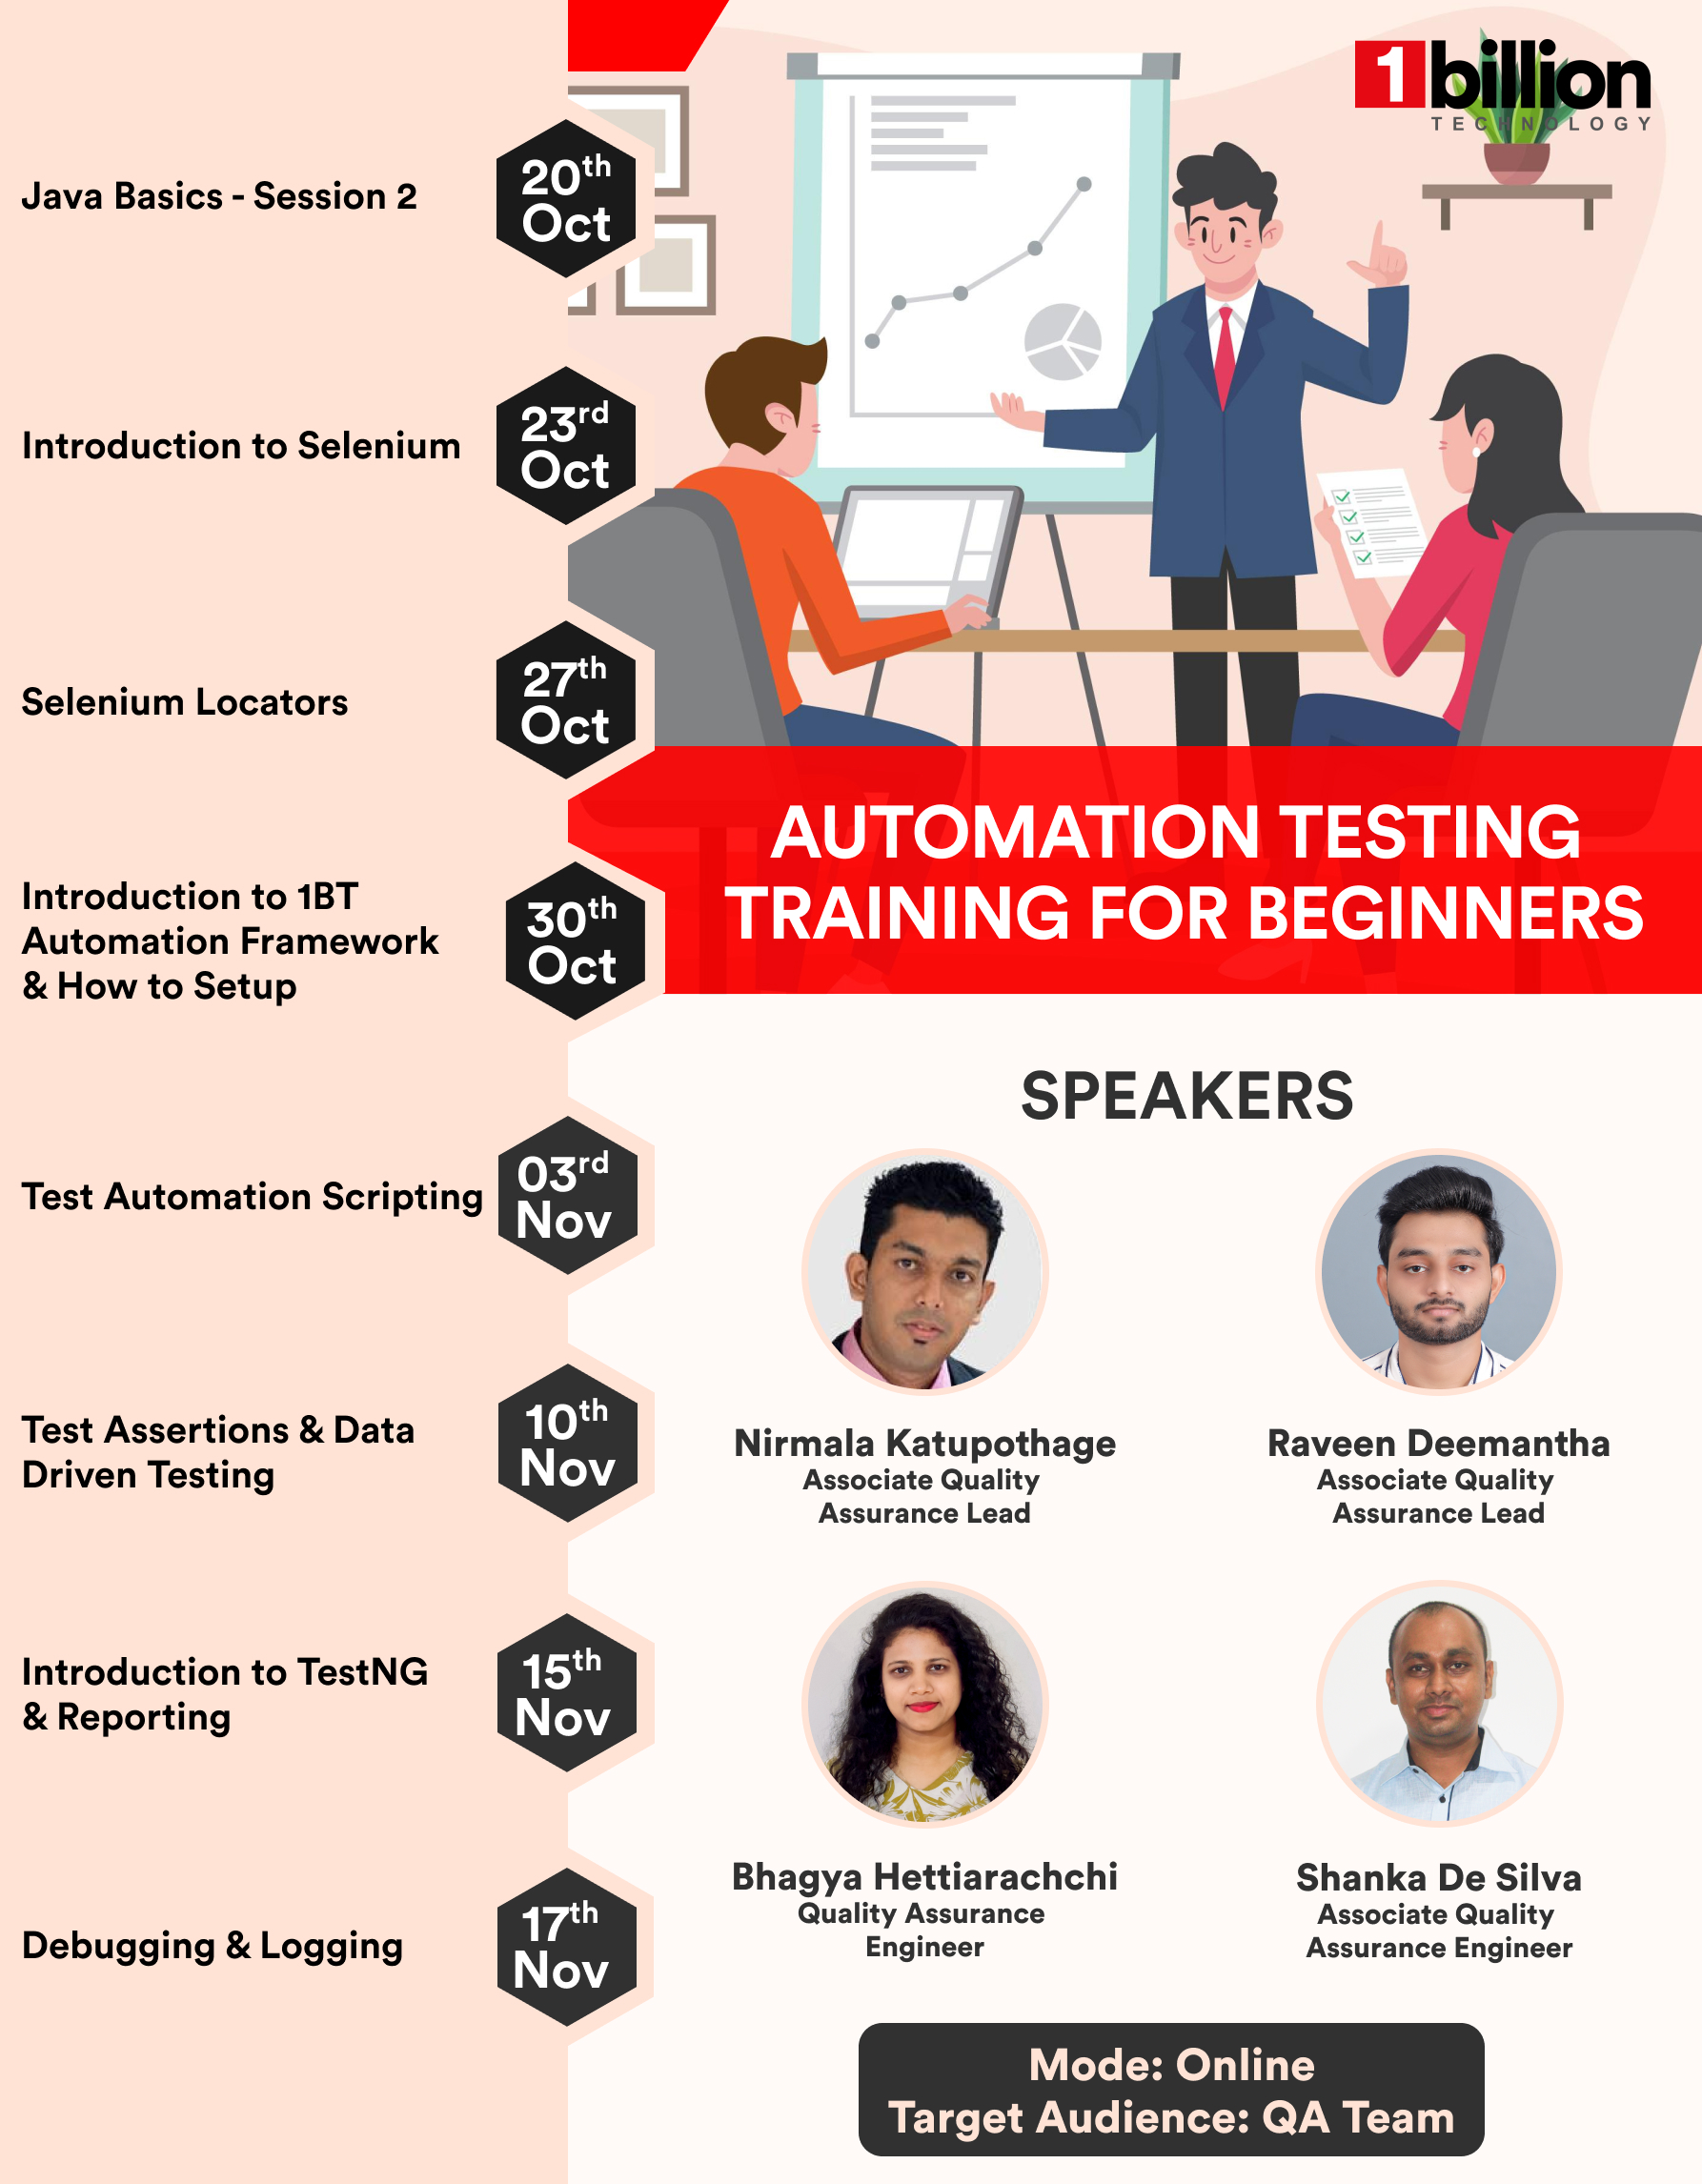 1billion
TECHNOLOGY
Java Basics - Session 2
20th
Oct
Introduction to Selenium
23rd
Oct
Selenium Locators
27th
Oct
Introduction to 1BT
Automation Framework
& How to Setup
30th
Oct
Test Automation Scripting
03rd
Nov
Test Assertions & Data
Driven Testing
10th
Nov
Introduction to TestNG
& Reporting
15th
Nov
Debugging & Logging
17th
Nov
AUTOMATION TESTING
TRAINING FOR BEGINNERS
SPEAKERS
Nirmala Katupothage
Associate Quality
Assurance Lead
Raveen Deemantha
Associate Quality
Assurance Lead
Bhagya Hettiarachchi
Quality Assurance
Engineer
Shanka De Silva
Associate Quality
Assurance Engineer
Mode: Online
Target Audience: QA Team